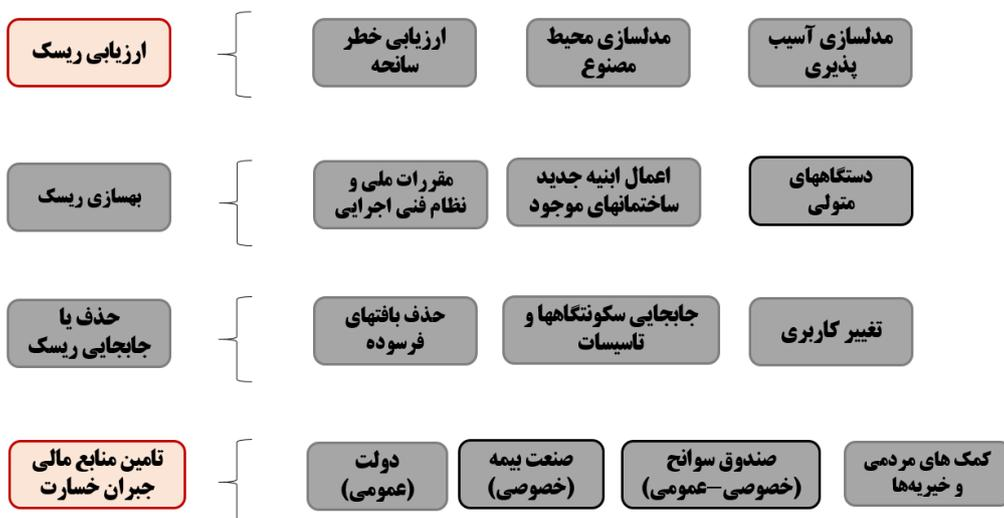 ارزیابی ریسک
ارزیابی خطر
سانحه
مدلسازی محیط
مصنوع
مدلسازی آسیب
پذیری
بهسازی ریسک
مقررات ملی و
نظام فنی اجرایی
اعمال ابنیه جدید
ساختمانهای موجود
دستگاههای
متولی
حذف یا
جابجایی ریسک
حذف بافتهای
فرسوده
جابجایی سکونتگاهها و
تاسیسات
تغییر کاربری
تامین منابع مالی
جبران خسارت
دولت
(عمومی)
صنعت بیمه
(خصوصی)
صندوق سوانح
(خصوصی–عمومی)
کمک های مردمی
و خیریه‌ها